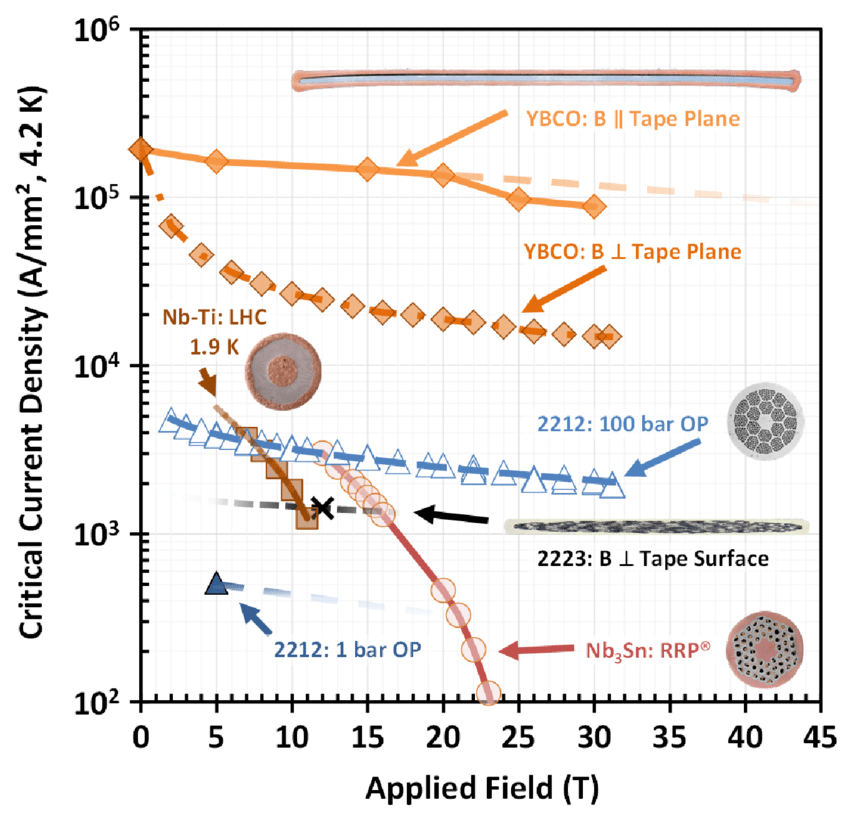 Critical Current Density (A/mm², 4.2 K)
10⁶
10⁵
10⁴
10³
10²
YBCO: B ∥ Tape Plane
YBCO: B ⊥ Tape Plane
Nb-Ti: LHC
1.9 K
2212: 100 bar OP
2223: B ⊥ Tape Surface
2212: 1 bar OP
Nb₃Sn: RRP®
0 5 10 15 20 25 30 35 40 45
Applied Field (T)